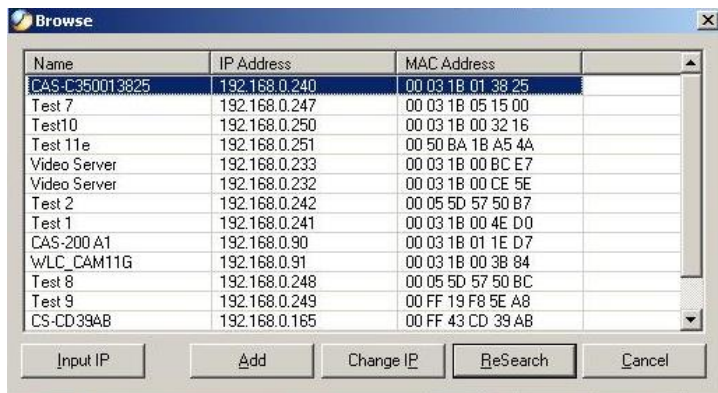 Browse
Name IP Address MAC Address
CAS-C350013825 192.168.0.240 00 03 1B 01 38 25
Test 7 192.168.0.247 00 03 1B 05 15 00
Test10 192.168.0.250 00 03 1B 00 32 16
Test 11e 192.168.0.251 00 50 BA 1B A5 4A
Video Server 192.168.0.233 00 03 1B 00 BC E7
Video Server 192.168.0.232 00 03 1B 00 CE 5E
Test 2 192.168.0.242 00 05 5D 57 50 B7
Test 1 192.168.0.241 00 03 1B 00 4E D0
CAS-200 A1 192.168.0.90 00 03 1B 01 1E D7
WLC_CAM11G 192.168.0.91 00 03 1B 00 3B 84
Test 8 192.168.0.248 00 05 5D 57 50 BC
Test 9 192.168.0.249 00 FF 19 F8 5E A8
CS-CD39AB 192.168.0.165 00 FF 43 CD 39 AB
Input IP Add Change IP ReSearch Cancel